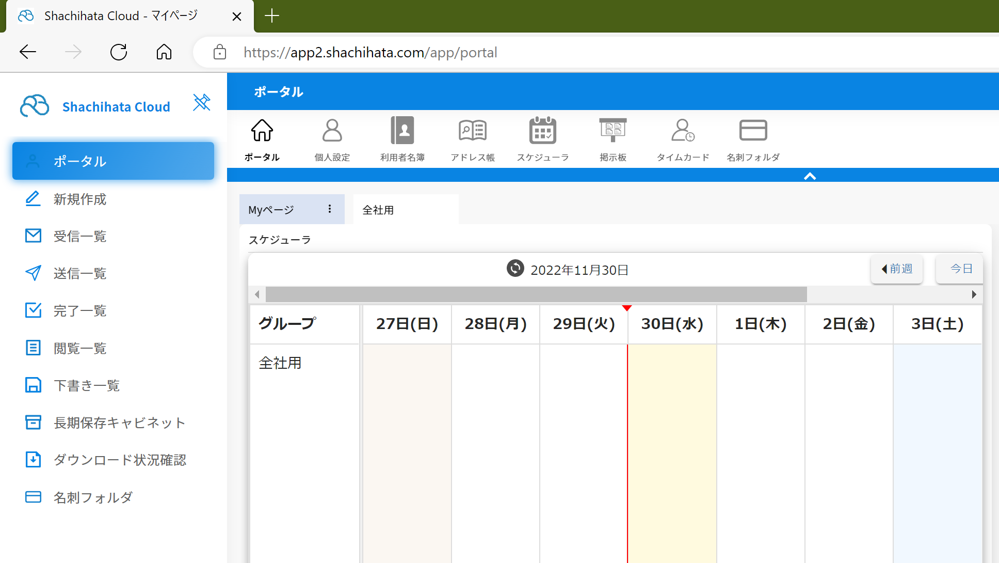 Shachihata Cloud - マイページ
https://app2.shachihata.com/app/portal
Shachihata Cloud
ポータル
新規作成
受信一覧
送信一覧
完了一覧
閲覧一覧
下書き一覧
長期保存キャビネット
ダウンロード状況確認
名刺フォルダ
ポータル
ポータル 個人設定 利用者名簿 アドレス帳 スケジューラ 掲示板 タイムカード 名刺フォルダ
Myページ 全社用
スケジューラ
2022年11月30日 前週 今日
グループ 27日(日) 28日(月) 29日(火) 30日(水) 1日(木) 2日(金) 3日(土)
全社用